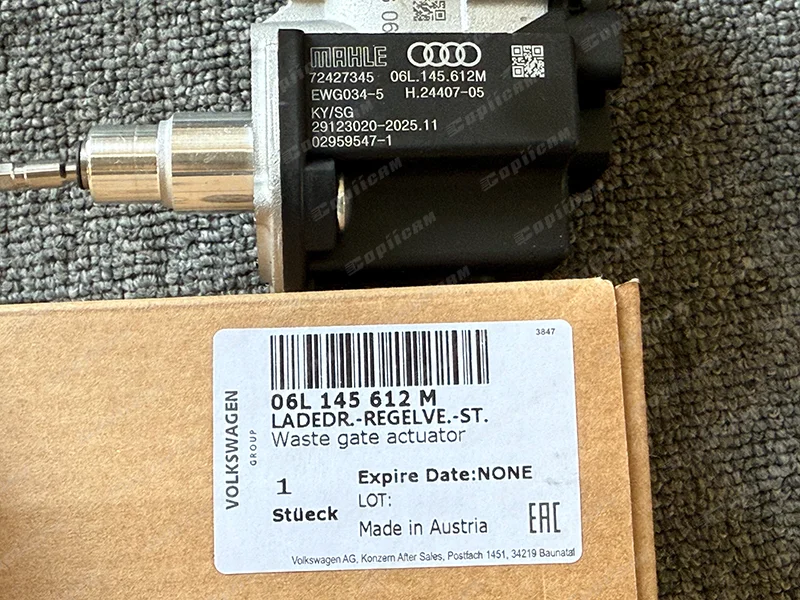 90
MAHLE
72427345 06L.145.612M
EWG034-5 H.24407-05
KY/SG
29123020-2025.11
02959547-1
Copiicam
3847
06L 145 612 M
LADEDR.-REGELVE.-ST.
Waste gate actuator
VOLKSWAGEN
GROUP
1
Stüeck
Expire Date:NONE
LOT:
Made in Austria
EAC
Volkswagen AG, Konzern After Sales, Postfach 1451, 34219 Baunatal